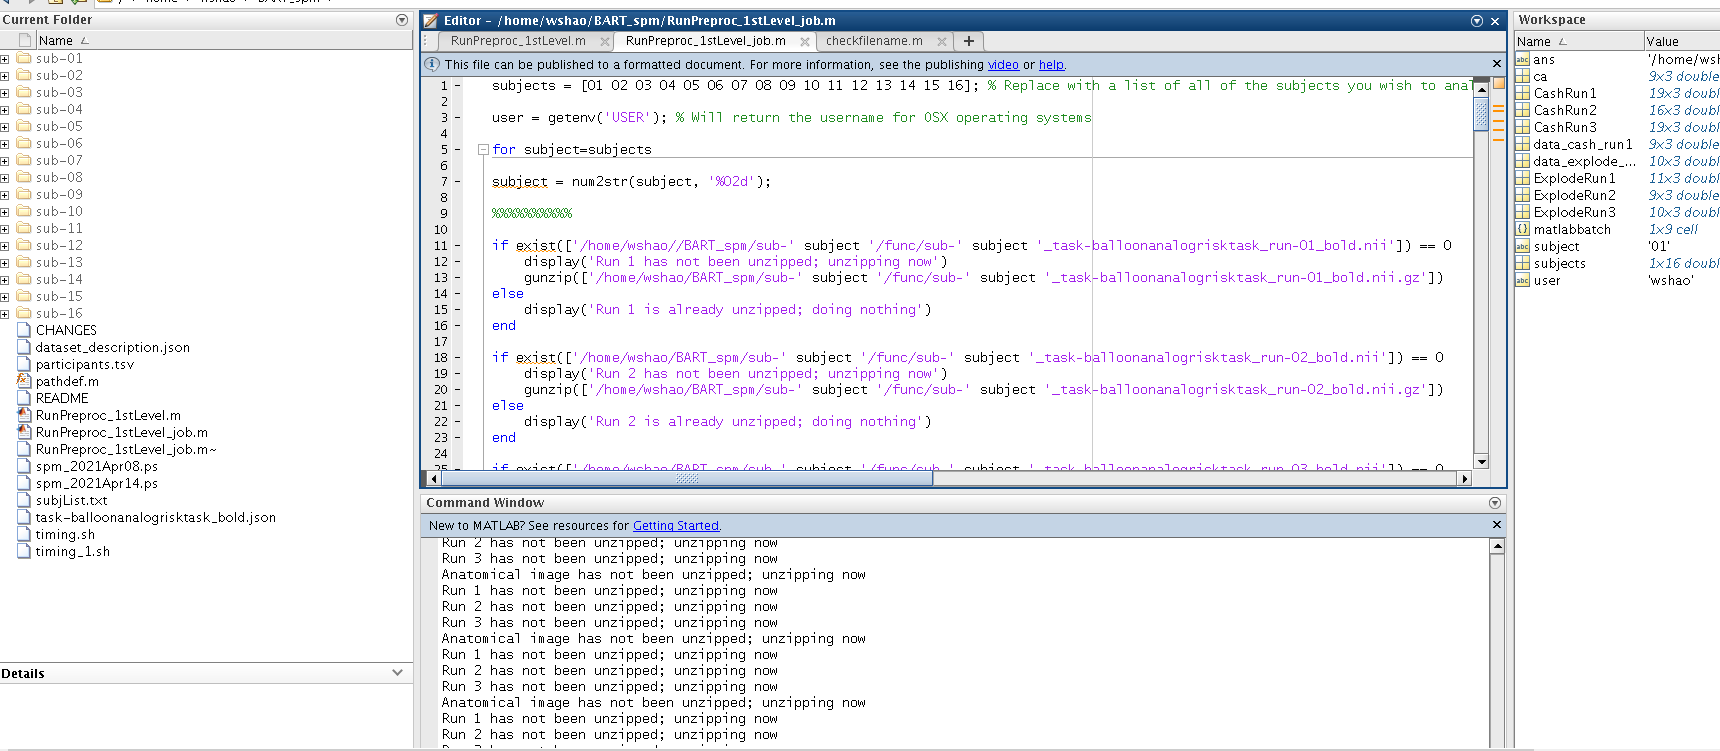 Current Folder
Name
sub-01
sub-02
sub-03
sub-04
sub-05
sub-06
sub-07
sub-08
sub-09
sub-10
sub-11
sub-12
sub-13
sub-14
sub-15
sub-16
CHANGES
dataset_description.json
participants.tsv
pathdef.m
README
RunPreproc_1stLevel.m
RunPreproc_1stLevel_job.m
RunPreproc_1stLevel_job.m~
spm_2021Apr08.ps
spm_2021Apr14.ps
subjList.txt
task-balloonanalogrisktask_bold.json
timing.sh
timing_1.sh
Details
Editor - /home/wshao/BART_spm/RunPreproc_1stLevel_job.m
RunPreproc_1stLevel.m RunPreproc_1stLevel_job.m checkfilename.m +
This file can be published to a formatted document. For more information, see the publishing video or help.
1 - subjects = [01 02 03 04 05 06 07 08 09 10 11 12 13 14 15 16]; % Replace with a list of all of the subjects you wish to anal
2
3 - user = getenv('USER'); % Will return the username for OSX operating systems
4
5 - for subject=subjects
6
7 - subject = num2str(subject, '%02d');
8
9 %%%%%%%%%%
10
11 - if exist(['/home/wshao//BART_spm/sub-' subject '/func/sub-' subject '_task-balloonanalogrisktask_run-01_bold.nii']) == 0
12 - display('Run 1 has not been unzipped; unzipping now')
13 - gunzip(['/home/wshao/BART_spm/sub-' subject '/func/sub-' subject '_task-balloonanalogrisktask_run-01_bold.nii.gz'])
14 - else
15 - display('Run 1 is already unzipped; doing nothing')
16 - end
17
18 - if exist(['/home/wshao/BART_spm/sub-' subject '/func/sub-' subject '_task-balloonanalogrisktask_run-02_bold.nii']) == 0
19 - display('Run 2 has not been unzipped; unzipping now')
20 - gunzip(['/home/wshao/BART_spm/sub-' subject '/func/sub-' subject '_task-balloonanalogrisktask_run-02_bold.nii.gz'])
21 - else
22 - display('Run 2 is already unzipped; doing nothing')
23 - end
24
25 - if exist(['/home/wshao/BART_spm/sub-' subject '/func/sub-' subject '_task-balloonanalogrisktask_run-03_bold.nii']) == 0
Command Window
New to MATLAB? See resources for Getting Started.
Run 2 has not been unzipped; unzipping now
Run 3 has not been unzipped; unzipping now
Anatomical image has not been unzipped; unzipping now
Run 1 has not been unzipped; unzipping now
Run 2 has not been unzipped; unzipping now
Run 3 has not been unzipped; unzipping now
Anatomical image has not been unzipped; unzipping now
Run 1 has not been unzipped; unzipping now
Run 2 has not been unzipped; unzipping now
Run 3 has not been unzipped; unzipping now
Anatomical image has not been unzipped; unzipping now
Run 1 has not been unzipped; unzipping now
Run 2 has not been unzipped; unzipping now
Workspace
Name Value
ans '/home/wsh
ca 9x3 double
CashRun1 19x3 doubl
CashRun2 16x3 doubl
CashRun3 19x3 doubl
data_cash_run1 9x3 double
data_explode_... 10x3 doubl
ExplodeRun1 11x3 doubl
ExplodeRun2 9x3 double
ExplodeRun3 10x3 doubl
matlabbatch 1x9 cell
subject '01'
subjects 1x16 doubl
user 'wshao'